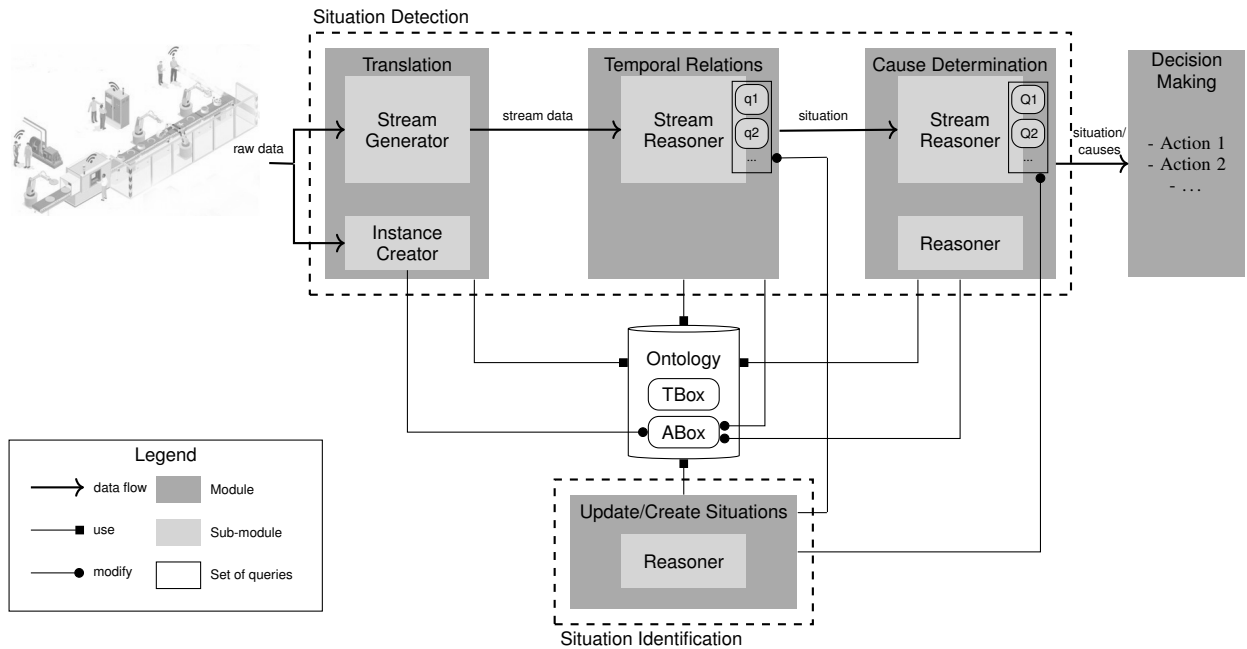 Situation Detection
Translation
Stream
Generator
Instance
Creator
raw data
stream data
Temporal Relations
Stream
Reasoner
q1
q2
...
situation
Cause Determination
Stream
Reasoner
Q1
Q2
...
Reasoner
situation/
causes
Decision
Making
- Action 1
- Action 2
- ...
Ontology
TBox
ABox
Update/Create Situations
Reasoner
Situation Identification
Legend
data flow
Module
use
Sub-module
modify
Set of queries